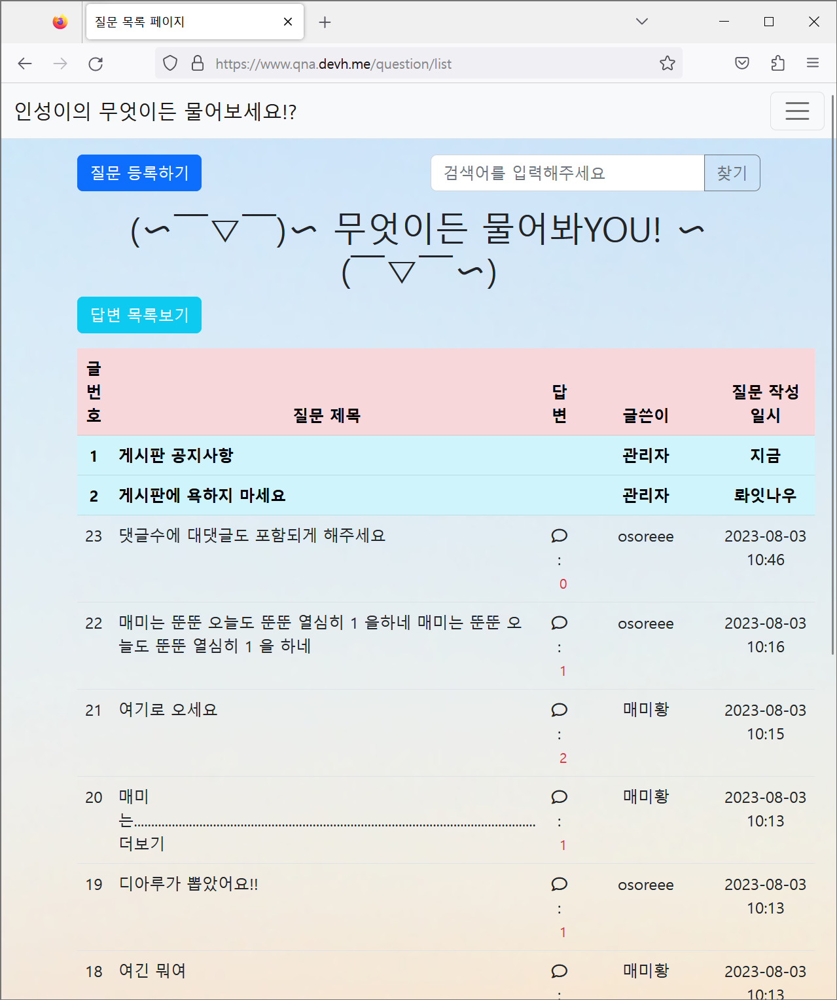 질문 목록 페이지
https://www.qna.devh.me/question/list
인성이의 무엇이든 물어보세요!?
질문 등록하기
검색어를 입력해주세요
찾기
(∽￣▽￣)∽ 무엇이든 물어봐YOU! ∽
(￣▽￣∽)
답변 목록보기
글 번 호 질문 제목 답 변 글쓴이 질문 작성 일시
1 게시판 공지사항 관리자 지금
2 게시판에 욕하지 마세요 관리자 롸잇나우
23 댓글수에 대댓글도 포함되게 해주세요 : 0 osoreee 2023-08-03 10:46
22 매미는 뚠뚠 오늘도 뚠뚠 열심히 1 을하네 매미는 뚠뚠 오
늘도 뚠뚠 열심히 1 을 하네 : 1 osoreee 2023-08-03 10:16
21 여기로 오세요 : 2 매미황 2023-08-03 10:15
20 매미
는.....................................................................................................................
더보기 : 1 매미황 2023-08-03 10:13
19 디아루가 뽑았어요!! : 1 osoreee 2023-08-03 10:13
18 여긴 뭐여 : 매미황 2023-08-03 10:13